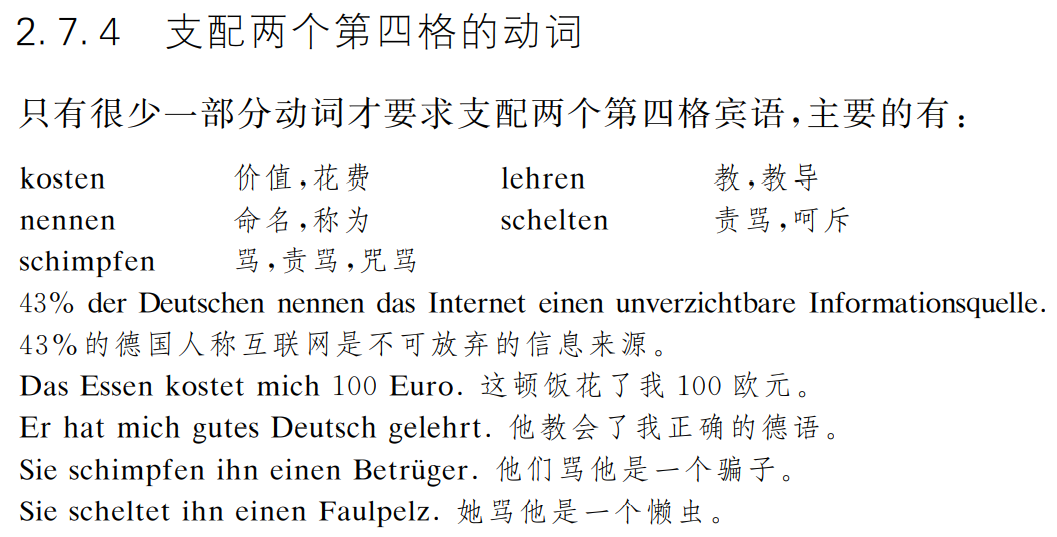 2.7.4 支配两个第四格的动词
只有很少一部分动词才要求支配两个第四格宾语,主要的有:
kosten 价值,花费 lehren 教,教导
nennen 命名,称为 schelten 责骂,呵斥
schimpfen 骂,责骂,咒骂
43% der Deutschen nennen das Internet einen unverzichtbare Informationsquelle.
43%的德国人称互联网是不可放弃的信息来源。
Das Essen kostet mich 100 Euro. 这顿饭花了我 100 欧元。
Er hat mich gutes Deutsch gelehrt. 他教会了我正确的德语。
Sie schimpfen ihn einen Betrüger. 他们骂他是一个骗子。
Sie scheltet ihn einen Faulpelz. 她骂他是一个懒虫。